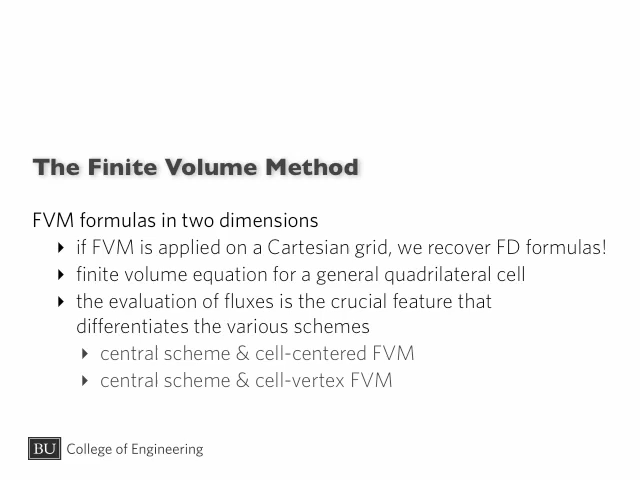 The Finite Volume Method
FVM formulas in two dimensions
if FVM is applied on a Cartesian grid, we recover FD formulas!
finite volume equation for a general quadrilateral cell
the evaluation of fluxes is the crucial feature that
differentiates the various schemes
central scheme & cell-centered FVM
central scheme & cell-vertex FVM
BU College of Engineering